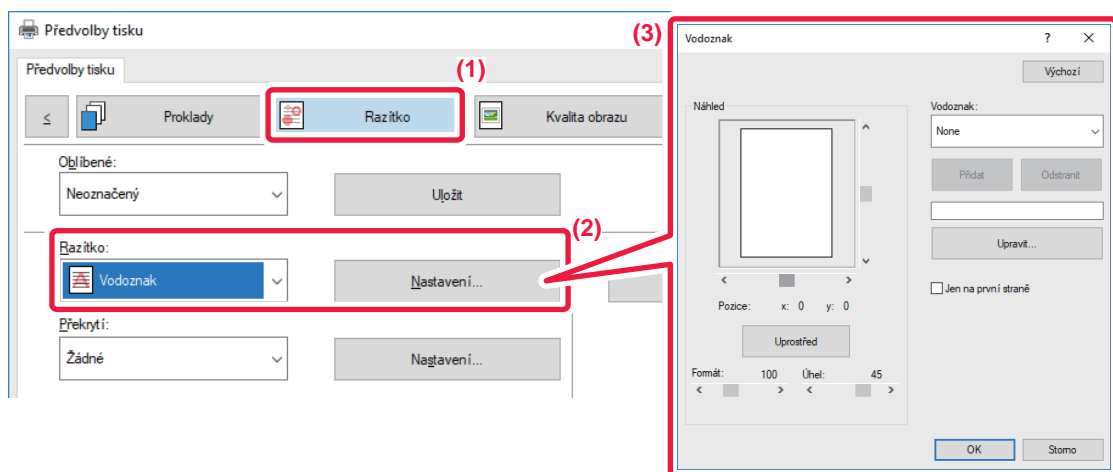 Předvolby tisku
Předvolby tisku
(1)
<
Proklady
Razítko
Kvalita obrazu
Oblíbené:
Neoznačený
Uložit
(2)
Razítko:
Vodoznak
Nastavení...
Překrytí:
Žádné
Nastavení...
(3)
Vodoznak
?
Výchozí
Náhled
Vodoznak:
None
Přidat
Odstranit
Upravit...
Jen na první straně
Pozice: x: 0 y: 0
Uprostřed
Formát: 100 Úhel: 45
OK
Storno